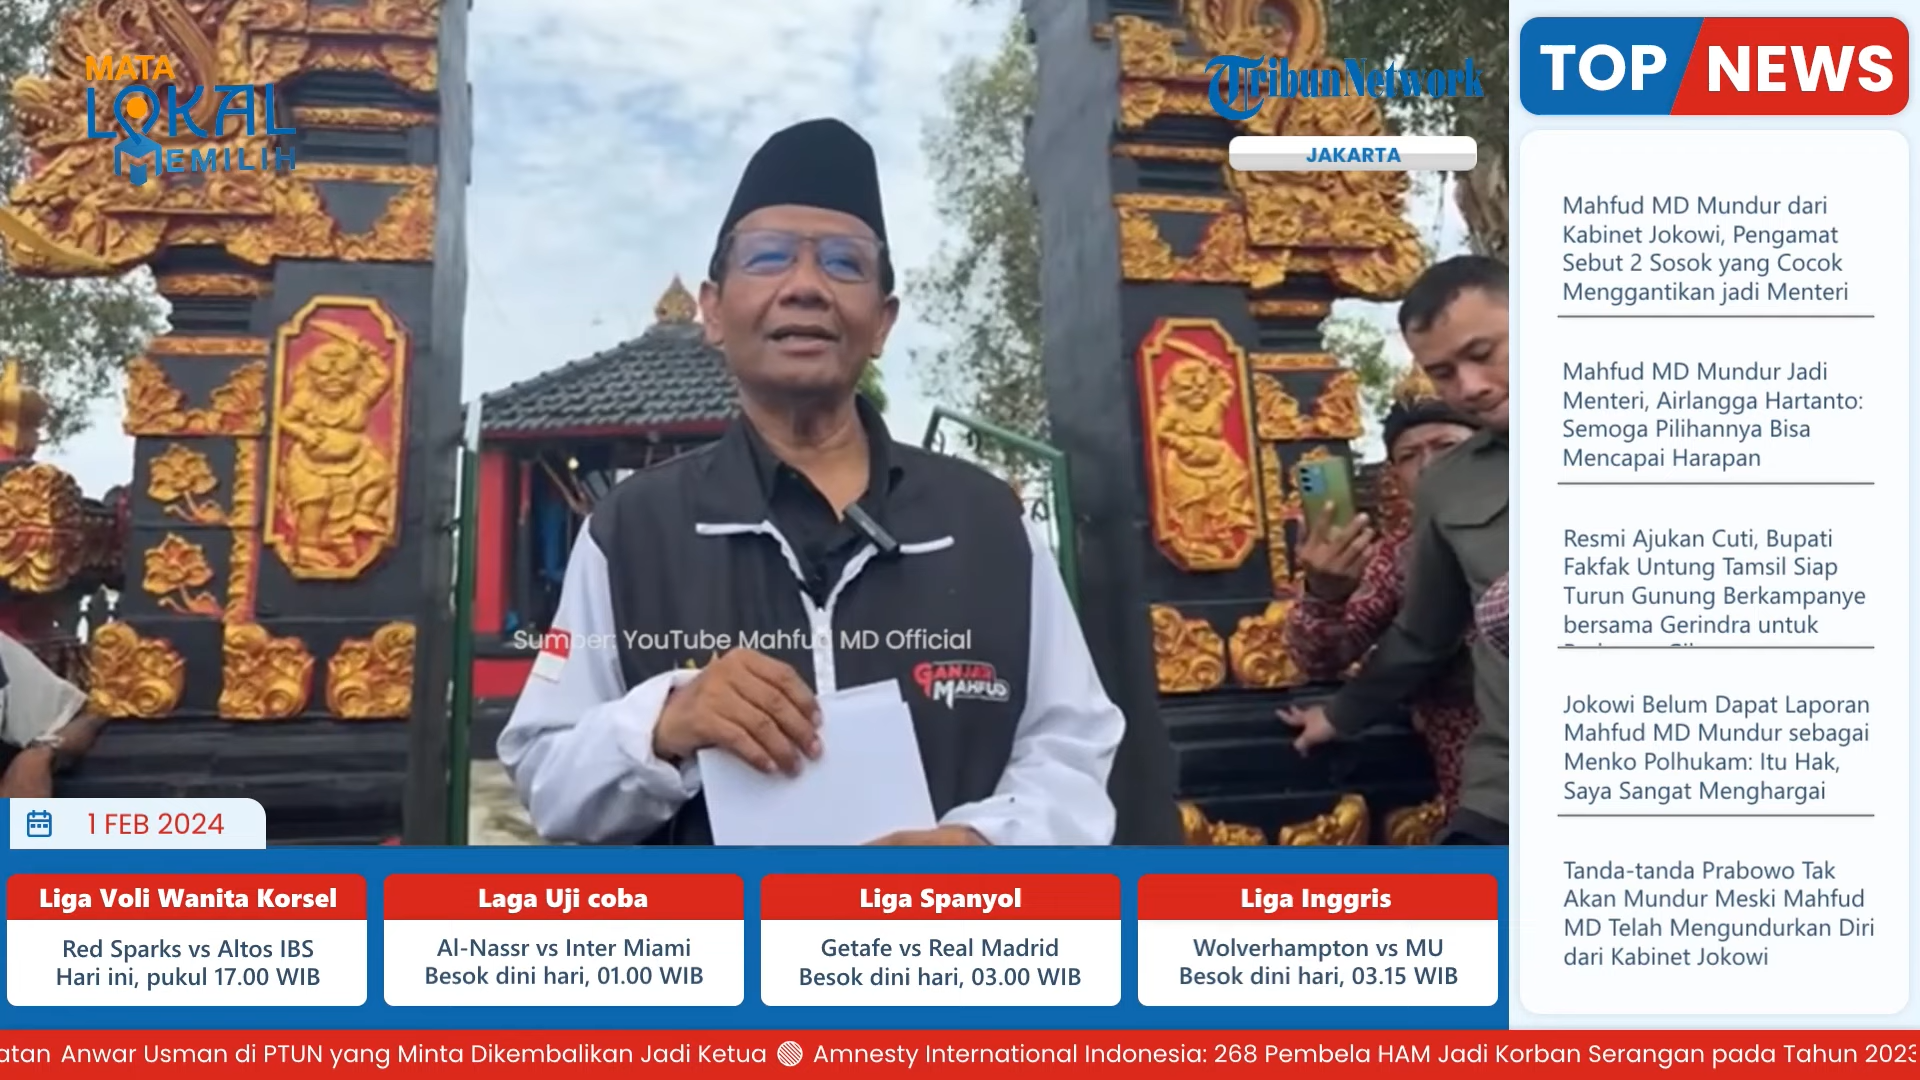 MATA
LOKAL
MEMILIH
TribunNetwork
JAKARTA
Sumber: YouTube Mahfud MD Official
GANJAR
MAHFUD
1 FEB 2024
TOP NEWS
Mahfud MD Mundur dari
Kabinet Jokowi, Pengamat
Sebut 2 Sosok yang Cocok
Menggantikan jadi Menteri
Mahfud MD Mundur Jadi
Menteri, Airlangga Hartanto:
Semoga Pilihannya Bisa
Mencapai Harapan
Resmi Ajukan Cuti, Bupati
Fakfak Untung Tamsil Siap
Turun Gunung Berkampanye
bersama Gerindra untuk
Jokowi Belum Dapat Laporan
Mahfud MD Mundur sebagai
Menko Polhukam: Itu Hak,
Saya Sangat Menghargai
Tanda-tanda Prabowo Tak
Akan Mundur Meski Mahfud
MD Telah Mengundurkan Diri
dari Kabinet Jokowi
Liga Voli Wanita Korsel
Red Sparks vs Altos IBS
Hari ini, pukul 17.00 WIB
Laga Uji coba
Al-Nassr vs Inter Miami
Besok dini hari, 01.00 WIB
Liga Spanyol
Getafe vs Real Madrid
Besok dini hari, 03.00 WIB
Liga Inggris
Wolverhampton vs MU
Besok dini hari, 03.15 WIB
atan Anwar Usman di PTUN yang Minta Dikembalikan Jadi Ketua Amnesty International Indonesia: 268 Pembela HAM Jadi Korban Serangan pada Tahun 2023